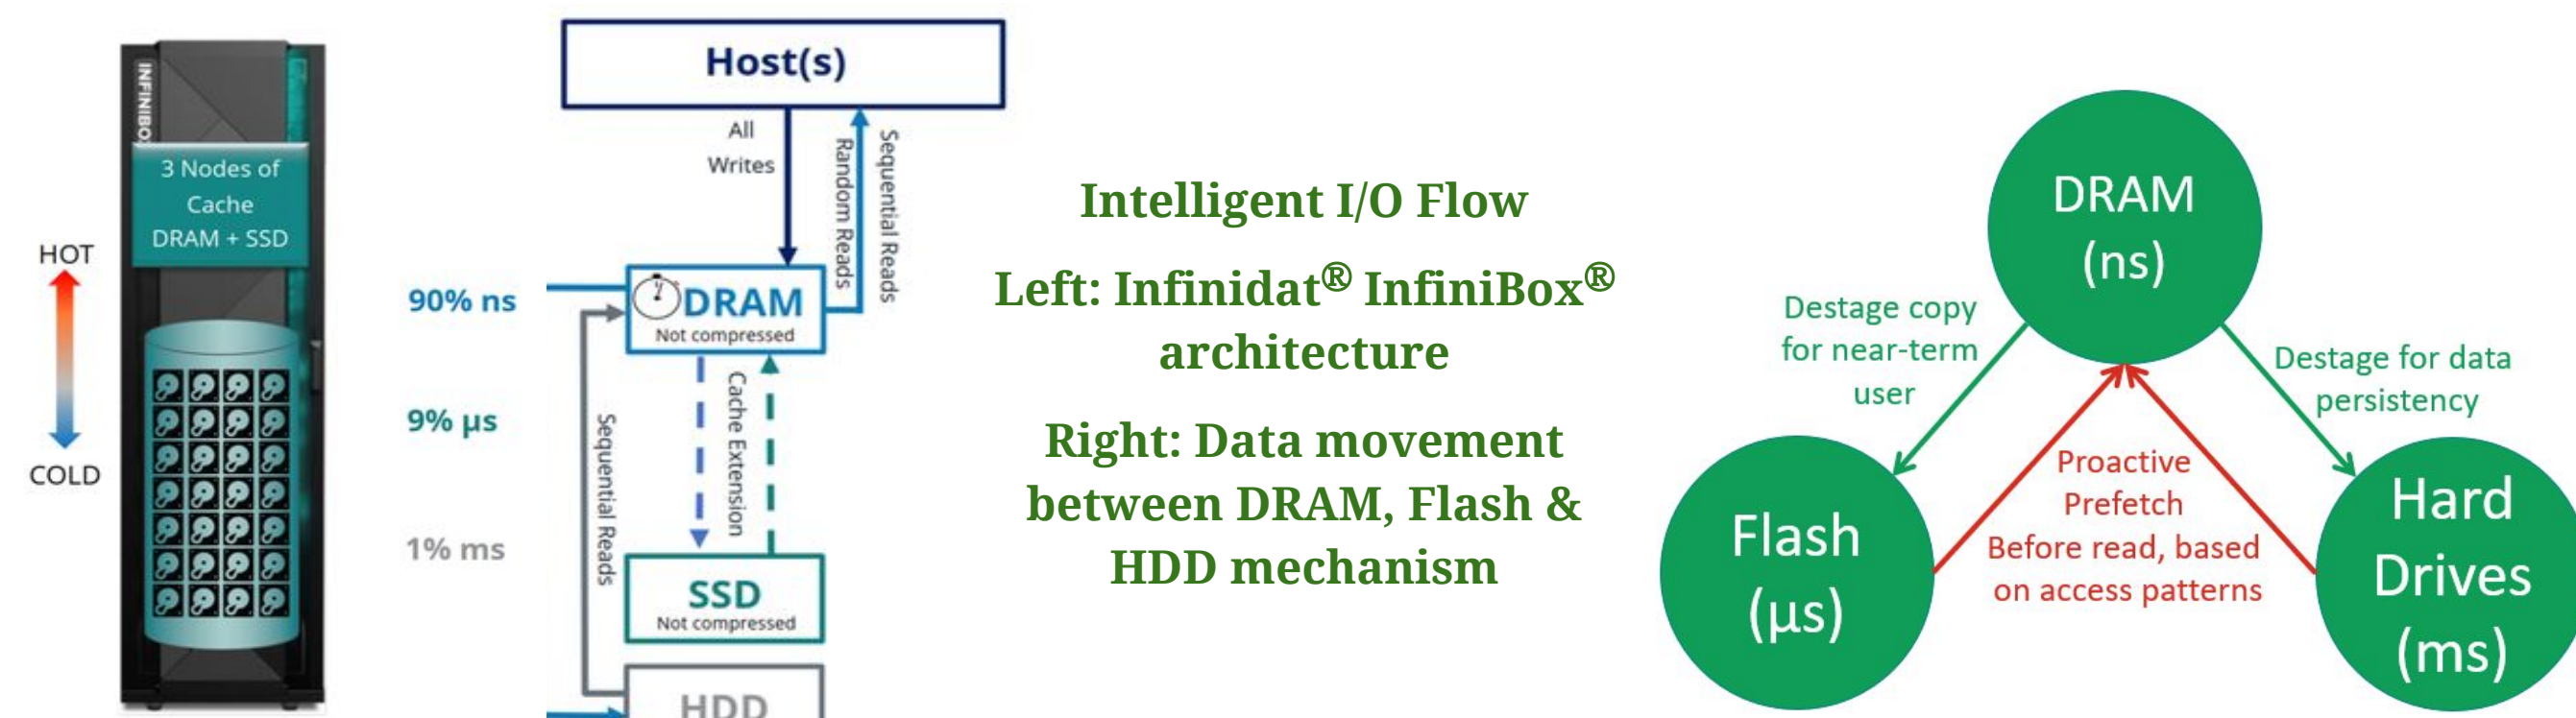 INFINIBO
3 Nodes of
Cache
DRAM + SSD
HOT
COLD
90% ns
9% µs
1% ms
Host(s)
All
Writes
Random Reads
Sequential Reads
DRAM
Not compressed
Cache Extension
Sequential Reads
SSD
Not compressed
HDD
Intelligent I/O Flow
Left: Infinidat® InfiniBox®
architecture
Right: Data movement
between DRAM, Flash &
HDD mechanism
DRAM
(ns)
Destage copy
for near-term
user
Destage for data
persistency
Proactive
Prefetch
Before read, based
on access patterns
Flash
(µs)
Hard
Drives
(ms)